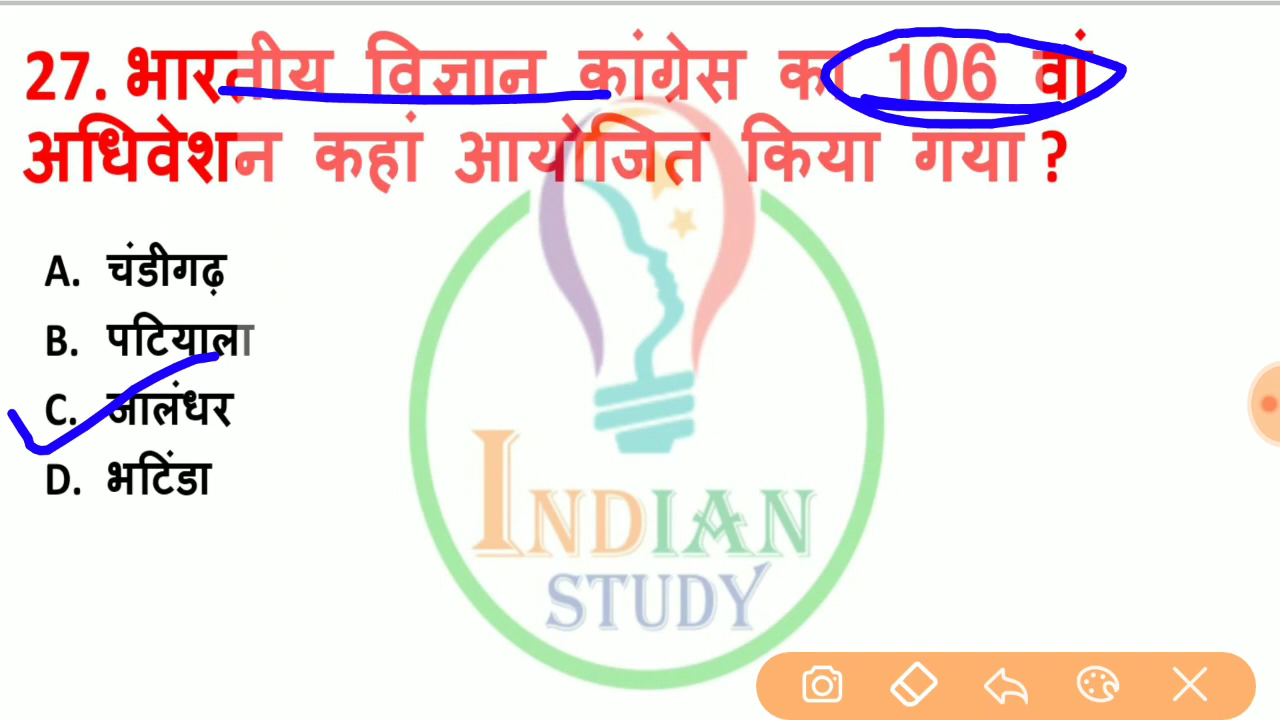 27. भारतीय विज्ञान कांग्रेस का 106 वां
अधिवेशन कहां आयोजित किया गया ?
A. चंडीगढ़
B. पटियाला
C. जालंधर
D. भटिंडा
INDIAN
STUDY